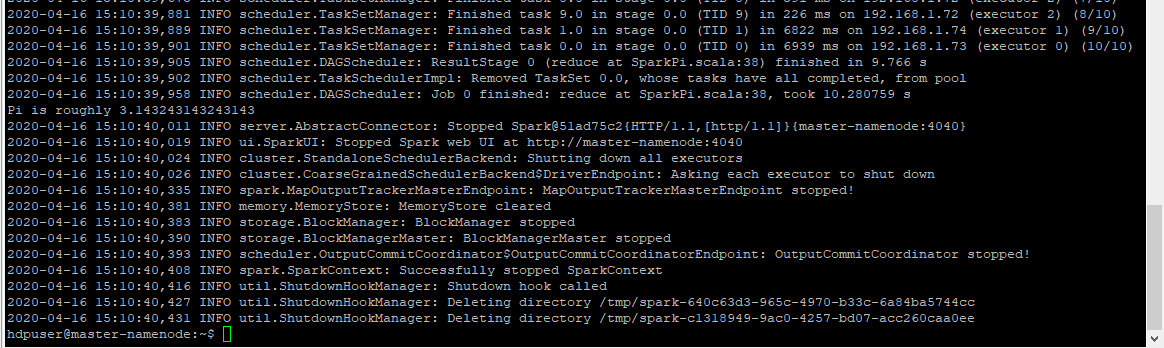 2020-04-16 15:10:39,881 INFO scheduler.TaskSetManager: Finished task 9.0 in stage 0.0 (TID 9) in 226 ms on 192.168.1.72 (executor 2) (8/10)
2020-04-16 15:10:39,889 INFO scheduler.TaskSetManager: Finished task 1.0 in stage 0.0 (TID 1) in 6822 ms on 192.168.1.74 (executor 1) (9/10)
2020-04-16 15:10:39,901 INFO scheduler.TaskSetManager: Finished task 0.0 in stage 0.0 (TID 0) in 6939 ms on 192.168.1.73 (executor 0) (10/10)
2020-04-16 15:10:39,905 INFO scheduler.DAGScheduler: ResultStage 0 (reduce at SparkPi.scala:38) finished in 9.766 s
2020-04-16 15:10:39,902 INFO scheduler.TaskSchedulerImpl: Removed TaskSet 0.0, whose tasks have all completed, from pool
2020-04-16 15:10:39,958 INFO scheduler.DAGScheduler: Job 0 finished: reduce at SparkPi.scala:38, took 10.280759 s
Pi is roughly 3.143243143243143
2020-04-16 15:10:40,011 INFO server.AbstractConnector: Stopped Spark@51ad75c2{HTTP/1.1,[http/1.1]}{master-namenode:4040}
2020-04-16 15:10:40,019 INFO ui.SparkUI: Stopped Spark web UI at http://master-namenode:4040
2020-04-16 15:10:40,024 INFO cluster.StandaloneSchedulerBackend: Shutting down all executors
2020-04-16 15:10:40,026 INFO cluster.CoarseGrainedSchedulerBackend$DriverEndpoint: Asking each executor to shut down
2020-04-16 15:10:40,335 INFO spark.MapOutputTrackerMasterEndpoint: MapOutputTrackerMasterEndpoint stopped!
2020-04-16 15:10:40,381 INFO memory.MemoryStore: MemoryStore cleared
2020-04-16 15:10:40,383 INFO storage.BlockManager: BlockManager stopped
2020-04-16 15:10:40,390 INFO storage.BlockManagerMaster: BlockManagerMaster stopped
2020-04-16 15:10:40,393 INFO scheduler.OutputCommitCoordinator$OutputCommitCoordinatorEndpoint: OutputCommitCoordinator stopped!
2020-04-16 15:10:40,408 INFO spark.SparkContext: Successfully stopped SparkContext
2020-04-16 15:10:40,416 INFO util.ShutdownHookManager: Shutdown hook called
2020-04-16 15:10:40,427 INFO util.ShutdownHookManager: Deleting directory /tmp/spark-640c63d3-965c-4970-b33c-6a84ba5744cc
2020-04-16 15:10:40,431 INFO util.ShutdownHookManager: Deleting directory /tmp/spark-c1318949-9ac0-4257-bd07-acc260caa0ee
hdpuser@master-namenode:~$